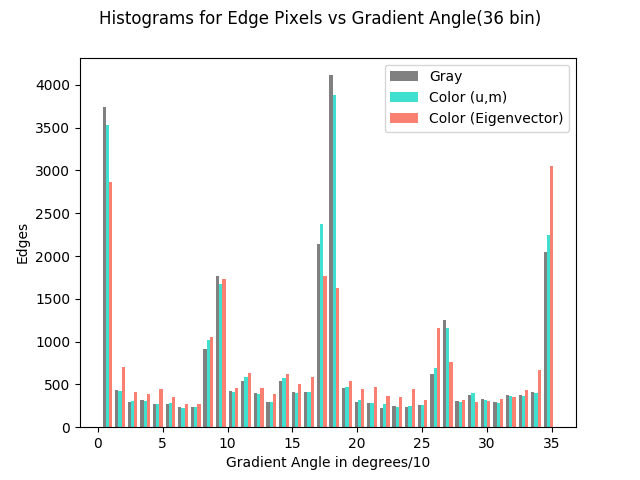 Histograms for Edge Pixels vs Gradient Angle(36 bin)
Gray
Color (u,m)
Color (Eigenvector)
4000
3500
3000
2500
2000
1500
1000
500
0
Edges
0 5 10 15 20 25 30 35
Gradient Angle in degrees/10